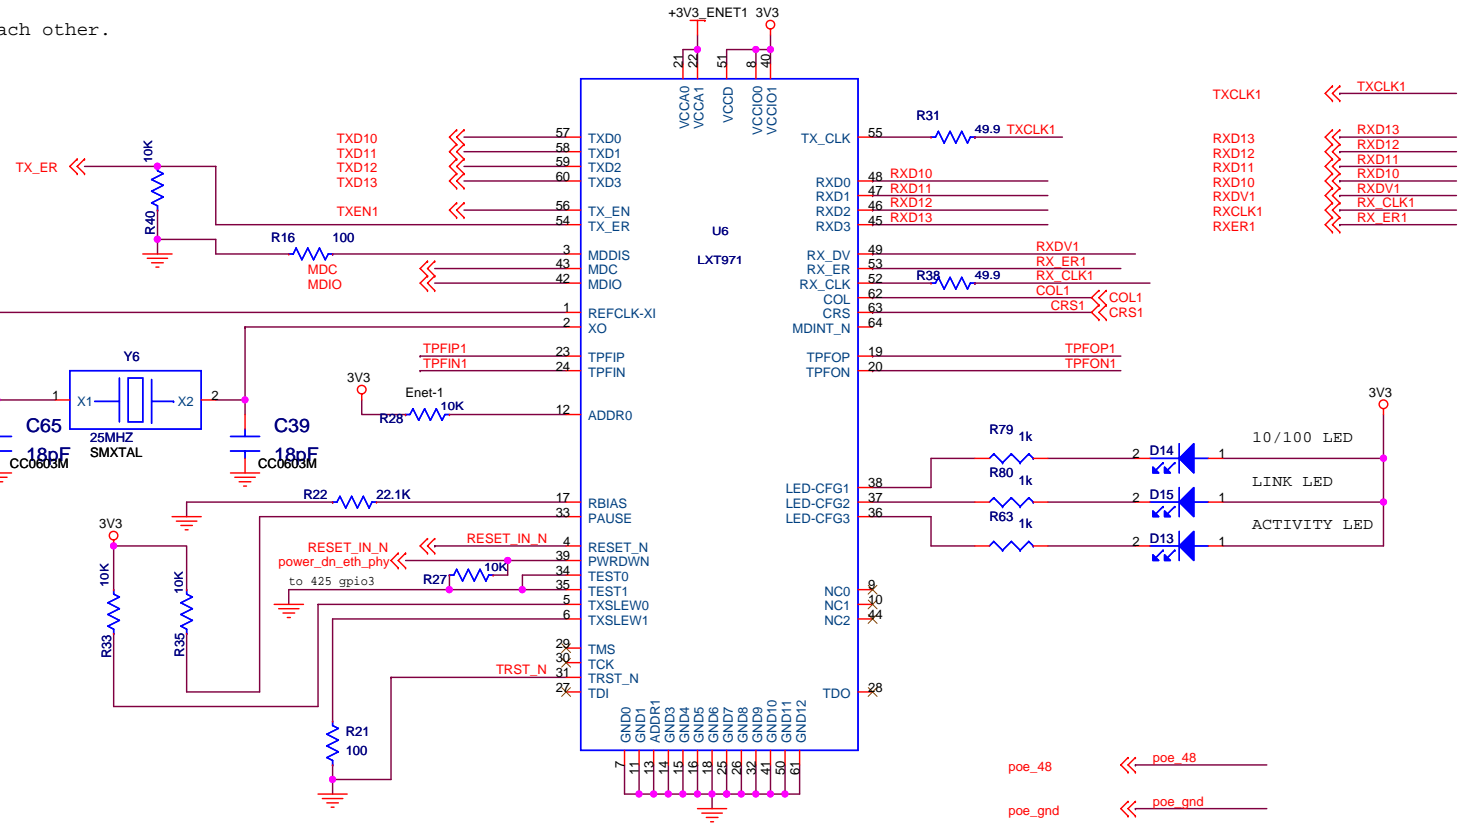 +3V3_ENET1 3V3
ach other.
21 22 51 8 40
VCCA0 VCCA1 VCCD VCCIO0 VCCIO1
TXCLK1 TXCLK1
R31
TXD10 57 TXD0 TX_CLK 55 49.9 TXCLK1
RXD13 RXD13
TXD11 58 TXD1
RXD12 RXD12
10K
TX_ER TXD12 59 TXD2
RXD11 RXD11
TXD13 60 TXD3 RXD0 48 RXD10
RXD10 RXD10
RXD1 47 RXD11
RXDV1 RXDV1
TXEN1 56 TX_EN RXD2 46 RXD12
RXCLK1 RX_CLK1
R40
54 TX_ER RXD3 45 RXD13
RXER1 RX_ER1
U6
R16 100
LXT971
3 MDDIS RX_DV 49 RXDV1
MDC 43 MDC RX_ER 53 RX_ER1
MDIO 42 MDIO RX_CLK 52 R38 49.9 RX_CLK1
COL 62 COL1 COL1
1 REFCLK-XI CRS 63 CRS1 CRS1
2 XO MDINT_N 64
Y6
TPFIP1 23 TPFIP TPFOP 19 TPFOP1
TPFIN1 24 TPFIN TPFON 20 TPFON1
3V3
3V3
1 X1 X2 2
Enet-1
R28 10K 12 ADDR0
C65 C39
25MHZ
18pF SMXTAL 18pF
CC0603M CC0603M
R79 1k
10/100 LED
2 D14 1
R80 1k
38 LED-CFG1
LINK LED
R22 22.1K 17 RBIAS LED-CFG2 37
2 D15 1
33 PAUSE LED-CFG3 36
R63 1k
ACTIVITY LED
2 D13 1
3V3
RESET_IN_N RESET_IN_N 4 RESET_N
power_dn_eth_phy 39 PWRDWN
10K 10K
to 425 gpio3 R27 10K 34 TEST0
35 TEST1 NC0 9
5 TXSLEW0 NC1 10
6 TXSLEW1 NC2 44
R33 R35
29 TMS
30 TCK
TRST_N 31 TRST_N
27 TDI TDO 28
GND0 GND1 ADDR1 GND3 GND4 GND5 GND6 GND7 GND8 GND9 GND10 GND11 GND12
R21
100
7 11 13 14 15 16 18 25 26 32 41 50 61
poe_48 poe_48
poe_gnd poe_gnd